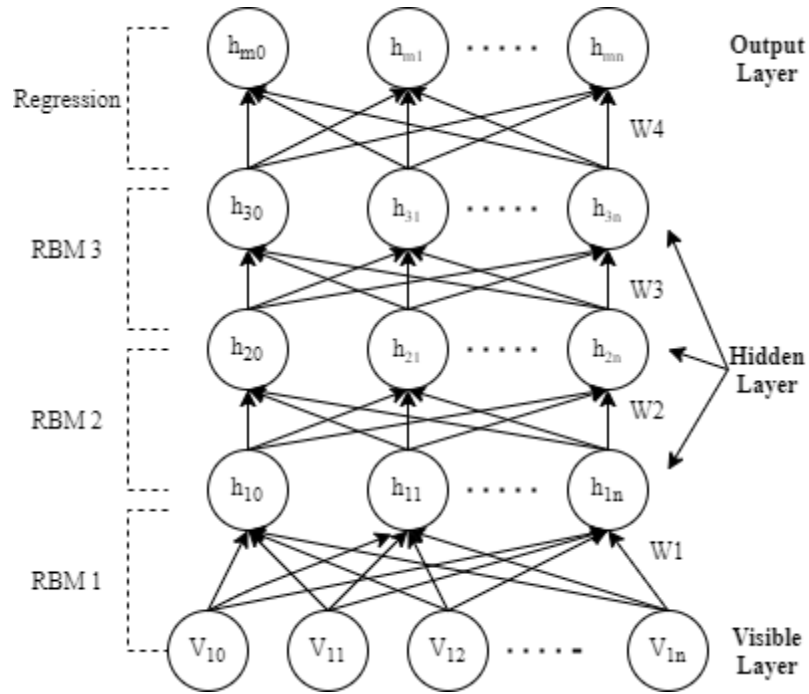 h_m0 h_m1 ..... h_mn Output
Layer
Regression
W4
h_30 h_31 ..... h_3n
RBM 3
W3
h_20 h_21 ..... h_2n Hidden
Layer
RBM 2
W2
h_10 h_11 ..... h_1n
RBM 1
W1
V_10 V_11 V_12 ..... V_1n Visible
Layer